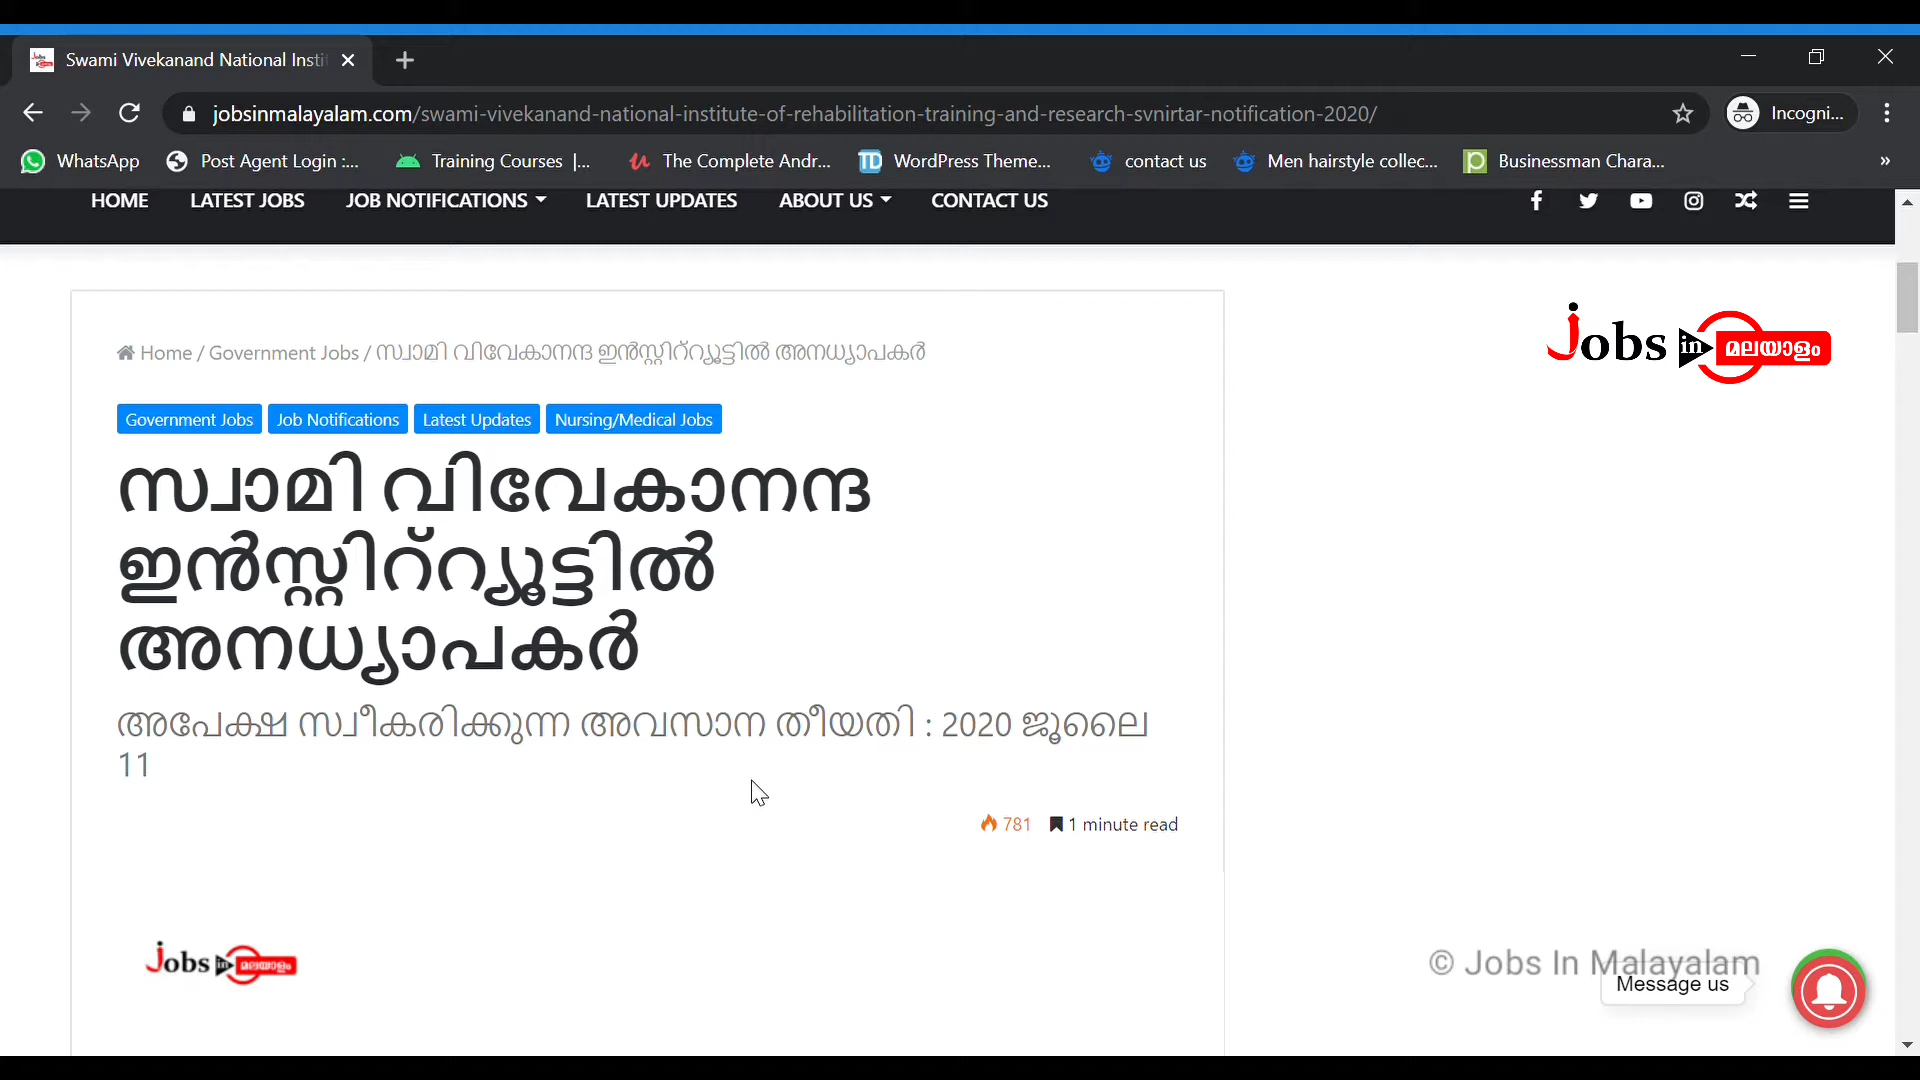 Swami Vivekanand National Insti
jobsinmalayalam.com/swami-vivekanand-national-institute-of-rehabilitation-training-and-research-svnirtar-notification-2020/
Incogni...
WhatsApp
Post Agent Login :...
Training Courses |...
The Complete Andr...
WordPress Theme...
contact us
Men hairstyle collec...
Businessman Chara...
HOME LATEST JOBS JOB NOTIFICATIONS LATEST UPDATES ABOUT US CONTACT US
Home / Government Jobs / സ്വാമി വിവേകാനന്ദ ഇൻസ്റ്റിറ്റ്യൂട്ടിൽ അനധ്യാപകർ
Jobs in മലയാളം
Government Jobs Job Notifications Latest Updates Nursing/Medical Jobs
സ്വാമി വിവേകാനന്ദ
ഇൻസ്റ്റിറ്റ്യൂട്ടിൽ
അനധ്യാപകർ
അപേക്ഷ സ്വീകരിക്കുന്ന അവസാന തീയതി : 2020 ജൂലൈ
11
781 1 minute read
Jobs in മലയാളം
© Jobs In Malayalam
Message us